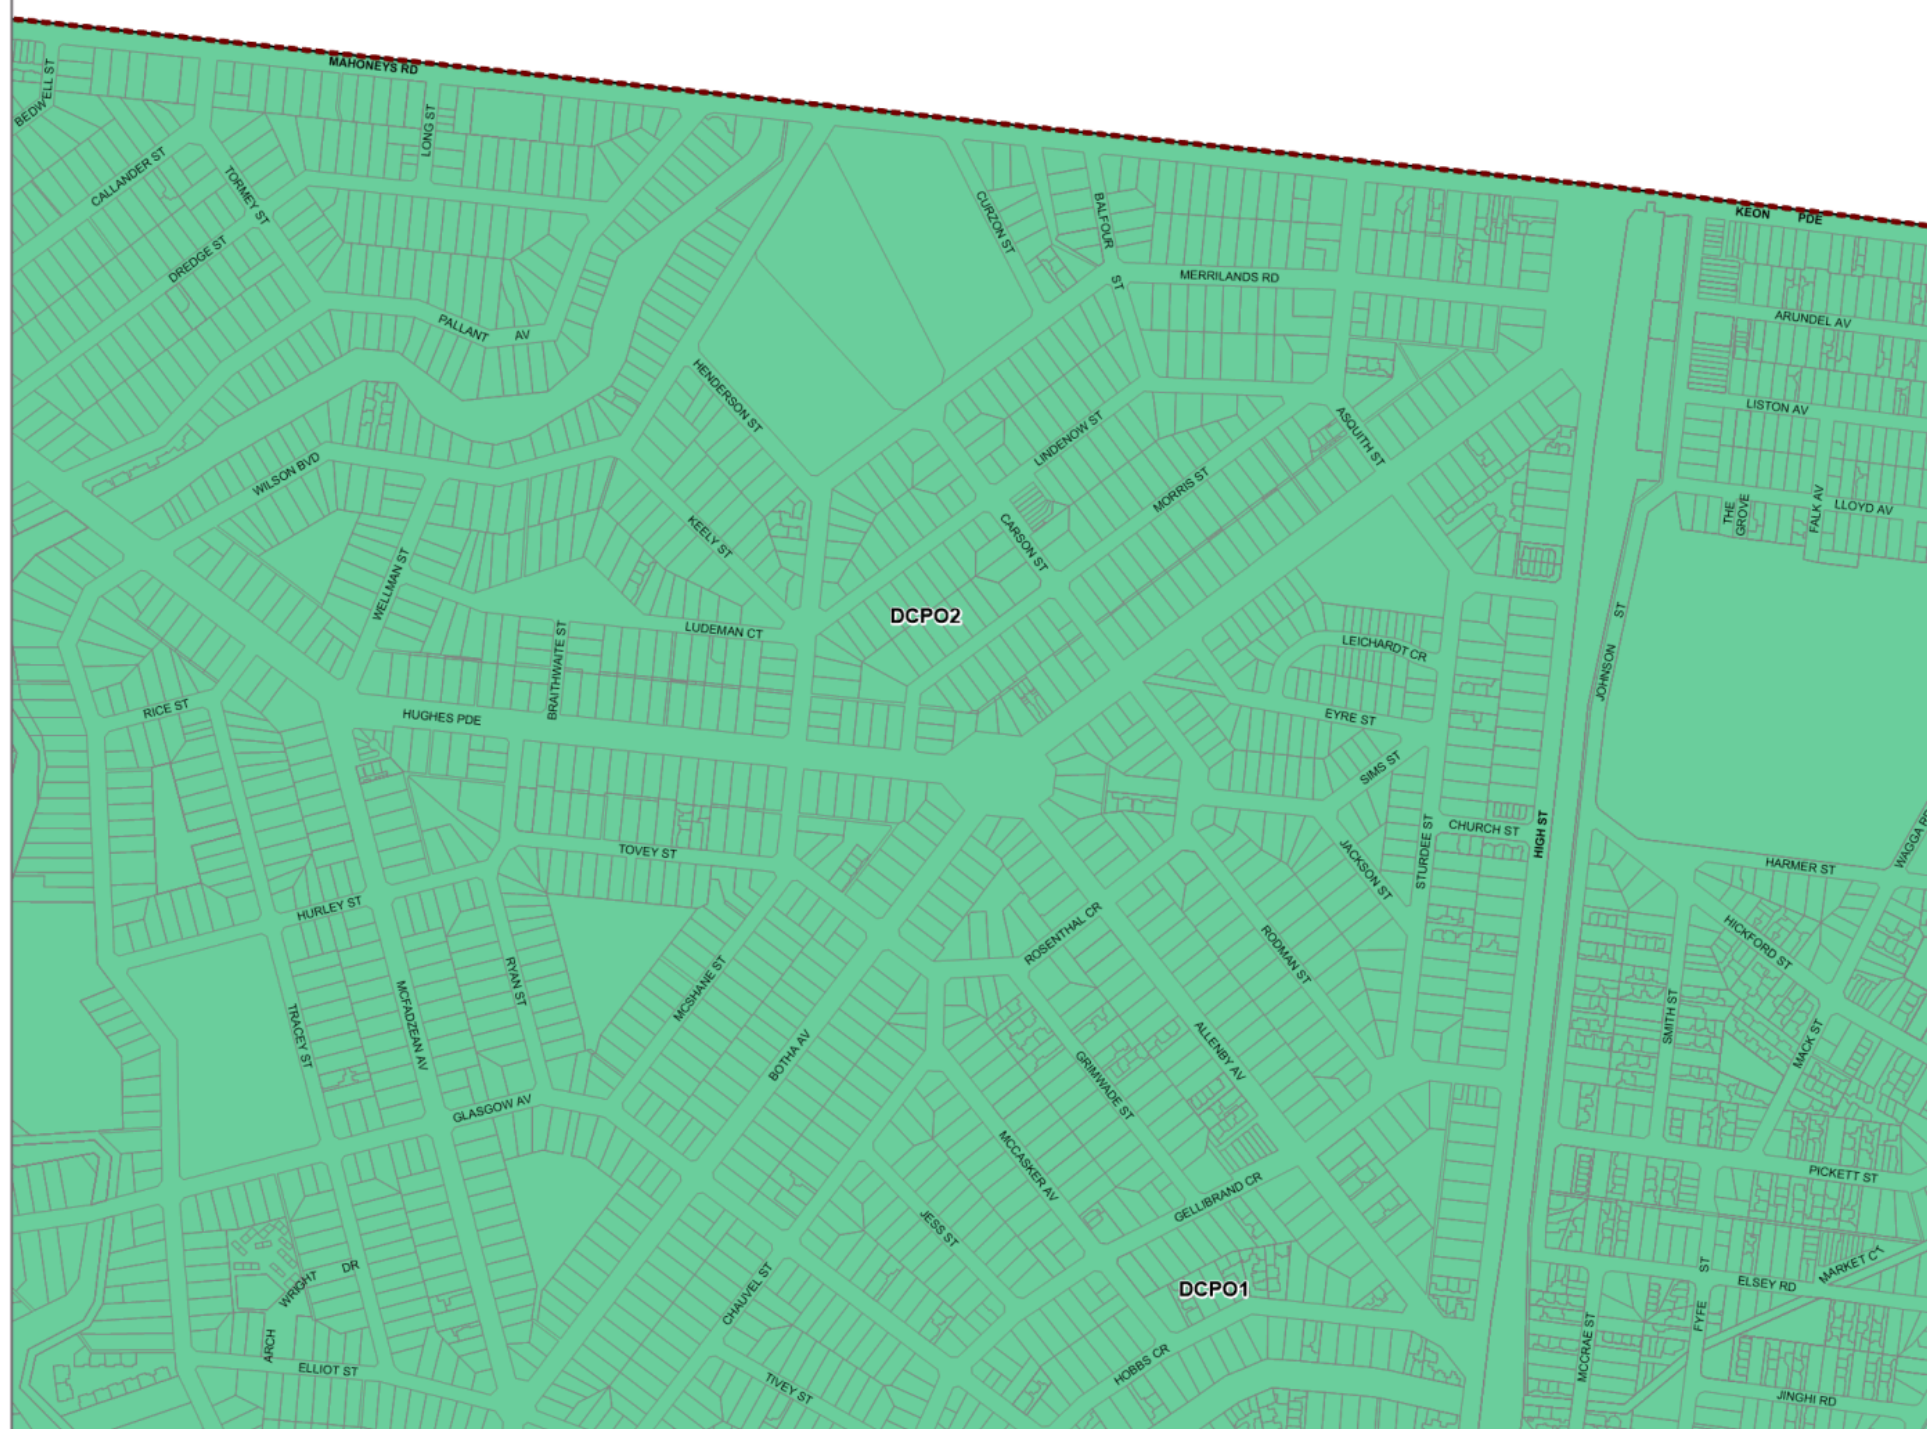 MAHONEYS RD
BEDWELL ST
LONG ST
CALLANDER ST
TORMEY ST
DREDGE ST
CURZON ST
BALFOUR
ST
KEON PDE
MERRILANDS RD
ARUNDEL AV
PALLANT AV
HENDERSON ST
LISTON AV
ASQUITH ST
LINDENOW ST
WILSON BVD
MORRIS ST
KEELY ST
CARSON ST
THE
GROVE
FALK AV
LLOYD AV
WELLMAN ST
DCPO2
LUDEMAN CT
BRAITHWAITE ST
LEICHARDT CR
JOHNSON ST
RICE ST
HUGHES PDE
EYRE ST
SIMS ST
CHURCH ST
HIGH ST
TOVEY ST
STURDEE ST
JACKSON ST
HARMER ST
WAGGA RD
HURLEY ST
ROSENTHAL CR
RODMAN ST
HICKFORD ST
RYAN ST
MCSHANE ST
MCFADZEAN AV
TRACEY ST
SMITH ST
MACK ST
BOTHA AV
ALLENBY AV
GRIMWADE ST
GLASGOW AV
MCCASKER AV
PICKETT ST
GELLIBRAND CR
JESS ST
WRIGHT DR
CHAUVEL ST
DCPO1
ELSEY RD
MARKET CT
FYFE ST
MCCRAE ST
ARCH
ELLIOT ST
HOBBS CR
TIVEY ST
JINGHI RD